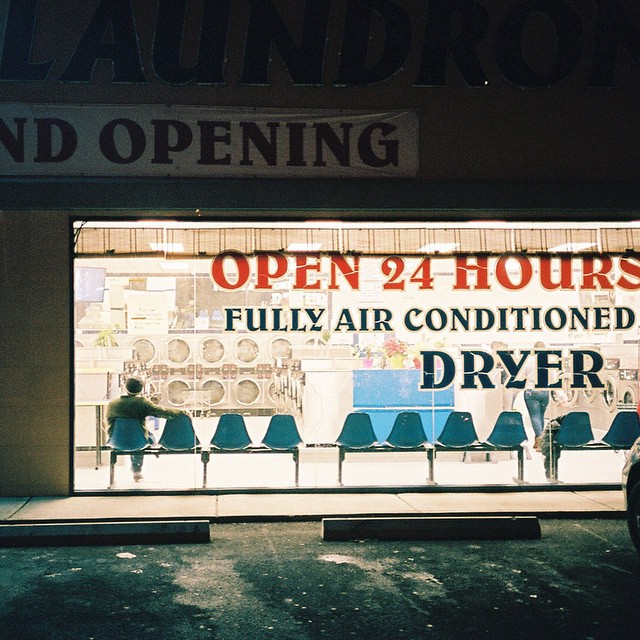 LAUNDRO
ND OPENING
OPEN 24 HOURS
FULLY AIR CONDITIONED
DRYER